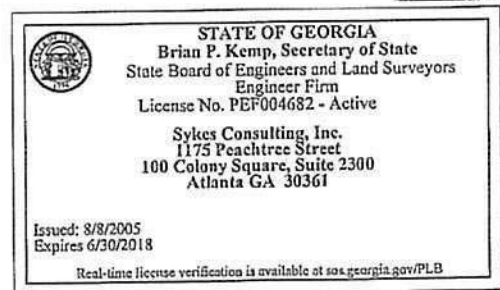 STATE OF GEORGIA
Brian P. Kemp, Secretary of State
State Board of Engineers and Land Surveyors
Engineer Firm
License No. PEF004682 - Active
Sykes Consulting, Inc.
1175 Peachtree Street
100 Colony Square, Suite 2300
Atlanta GA 30361
Issued: 8/8/2005
Expires 6/30/2018
Real-time license verification is available at sos.georgia.gov/PLB